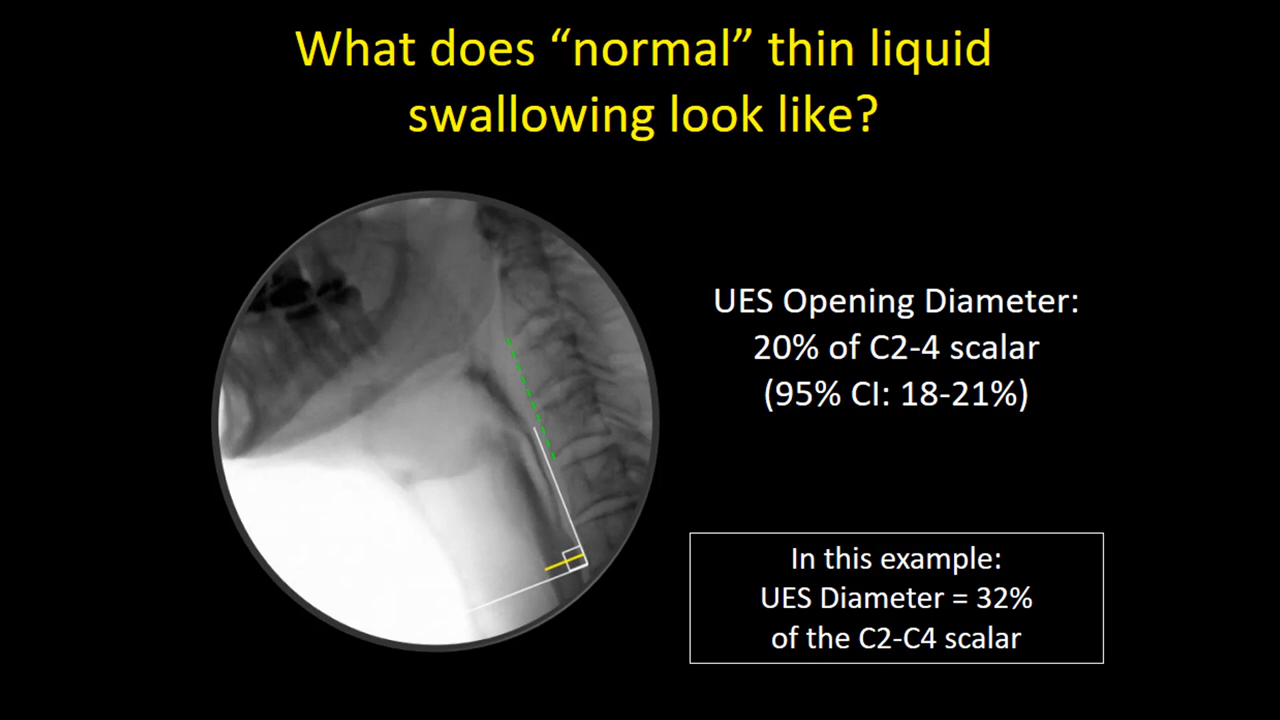 What does “normal” thin liquid
swallowing look like?
UES Opening Diameter:
20% of C2-4 scalar
(95% CI: 18-21%)
In this example:
UES Diameter = 32%
of the C2-C4 scalar